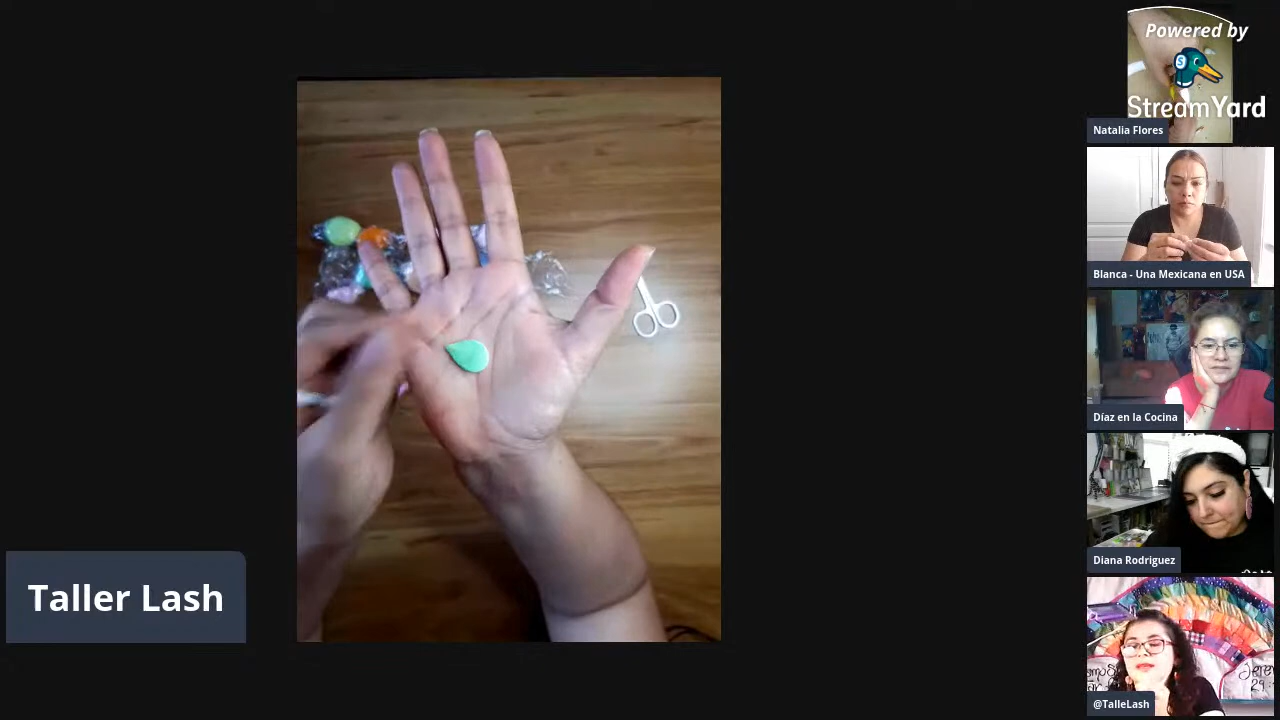 Powered by
StreamYard
Natalia Flores
Blanca - Una Mexicana en USA
Díaz en la Cocina
Diana Rodriguez
@TalleLash
Taller Lash